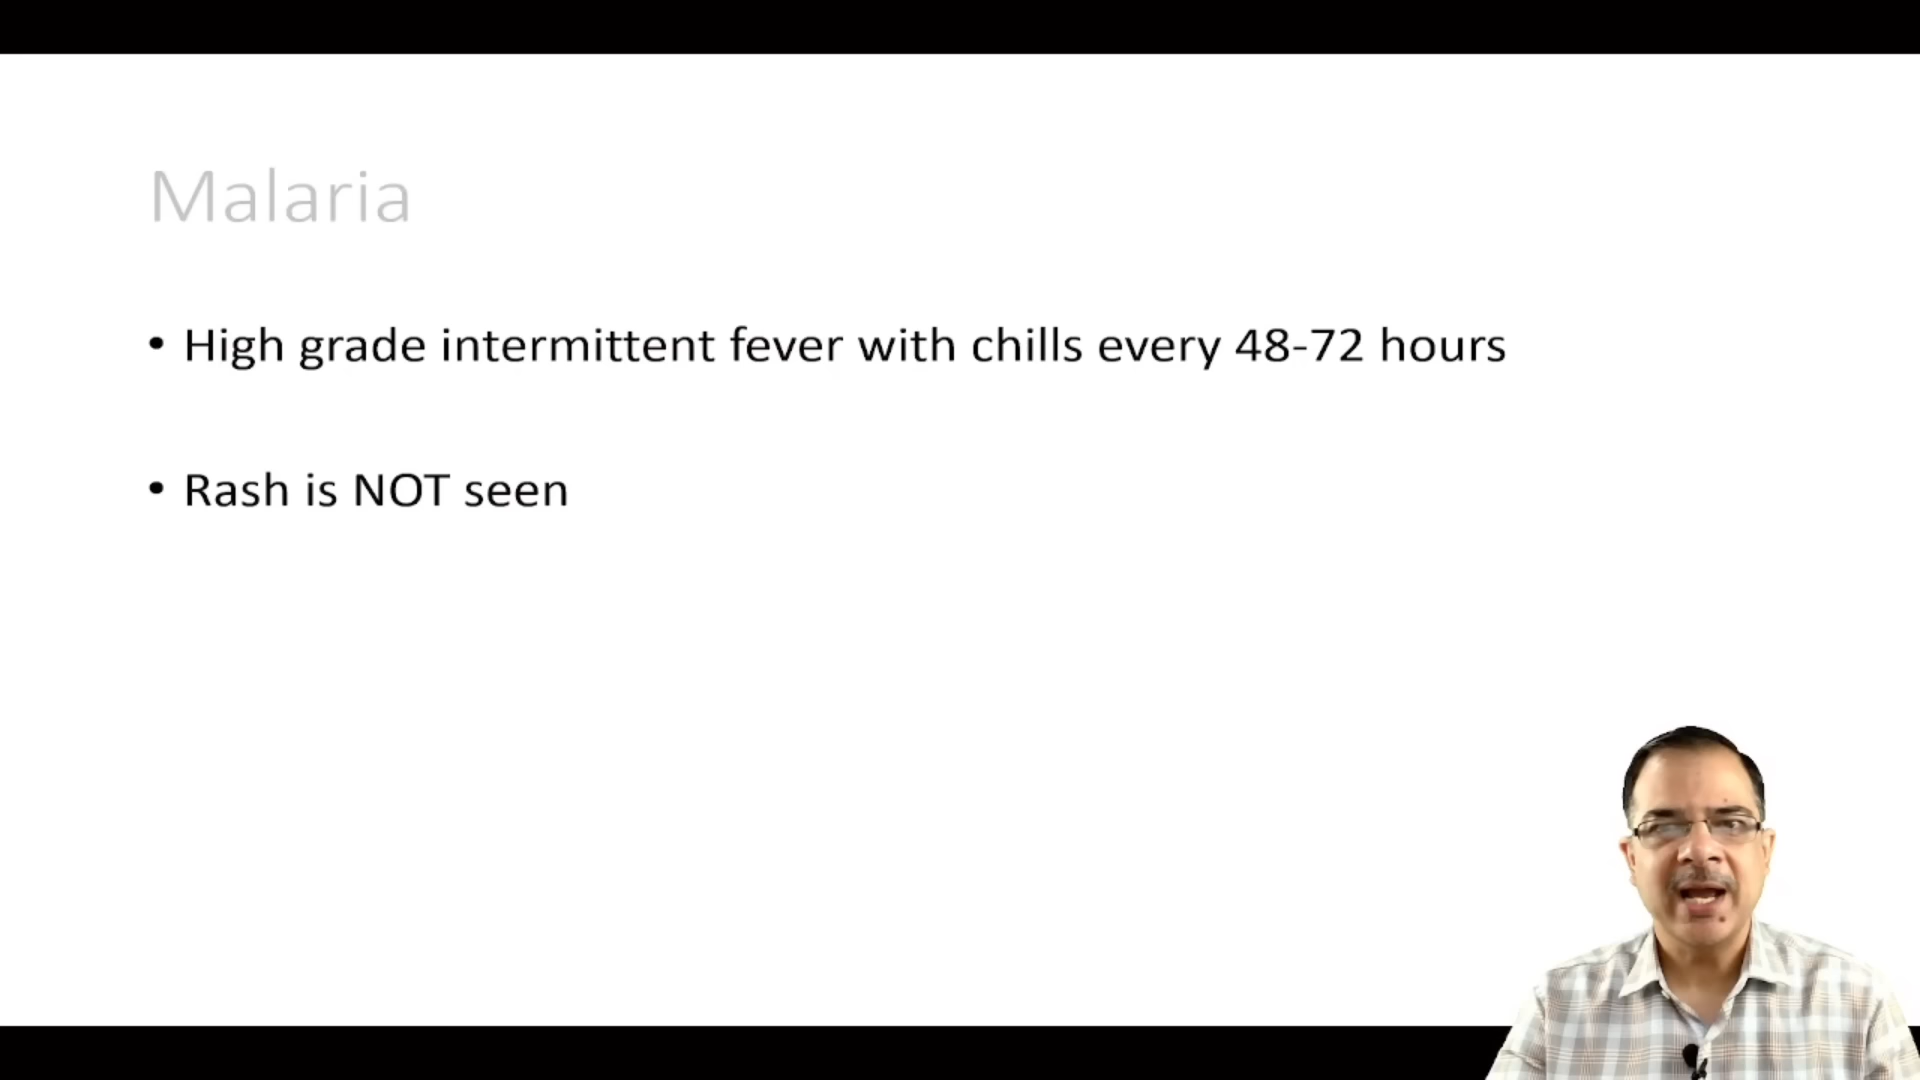 Malaria
• High grade intermittent fever with chills every 48-72 hours
• Rash is NOT seen